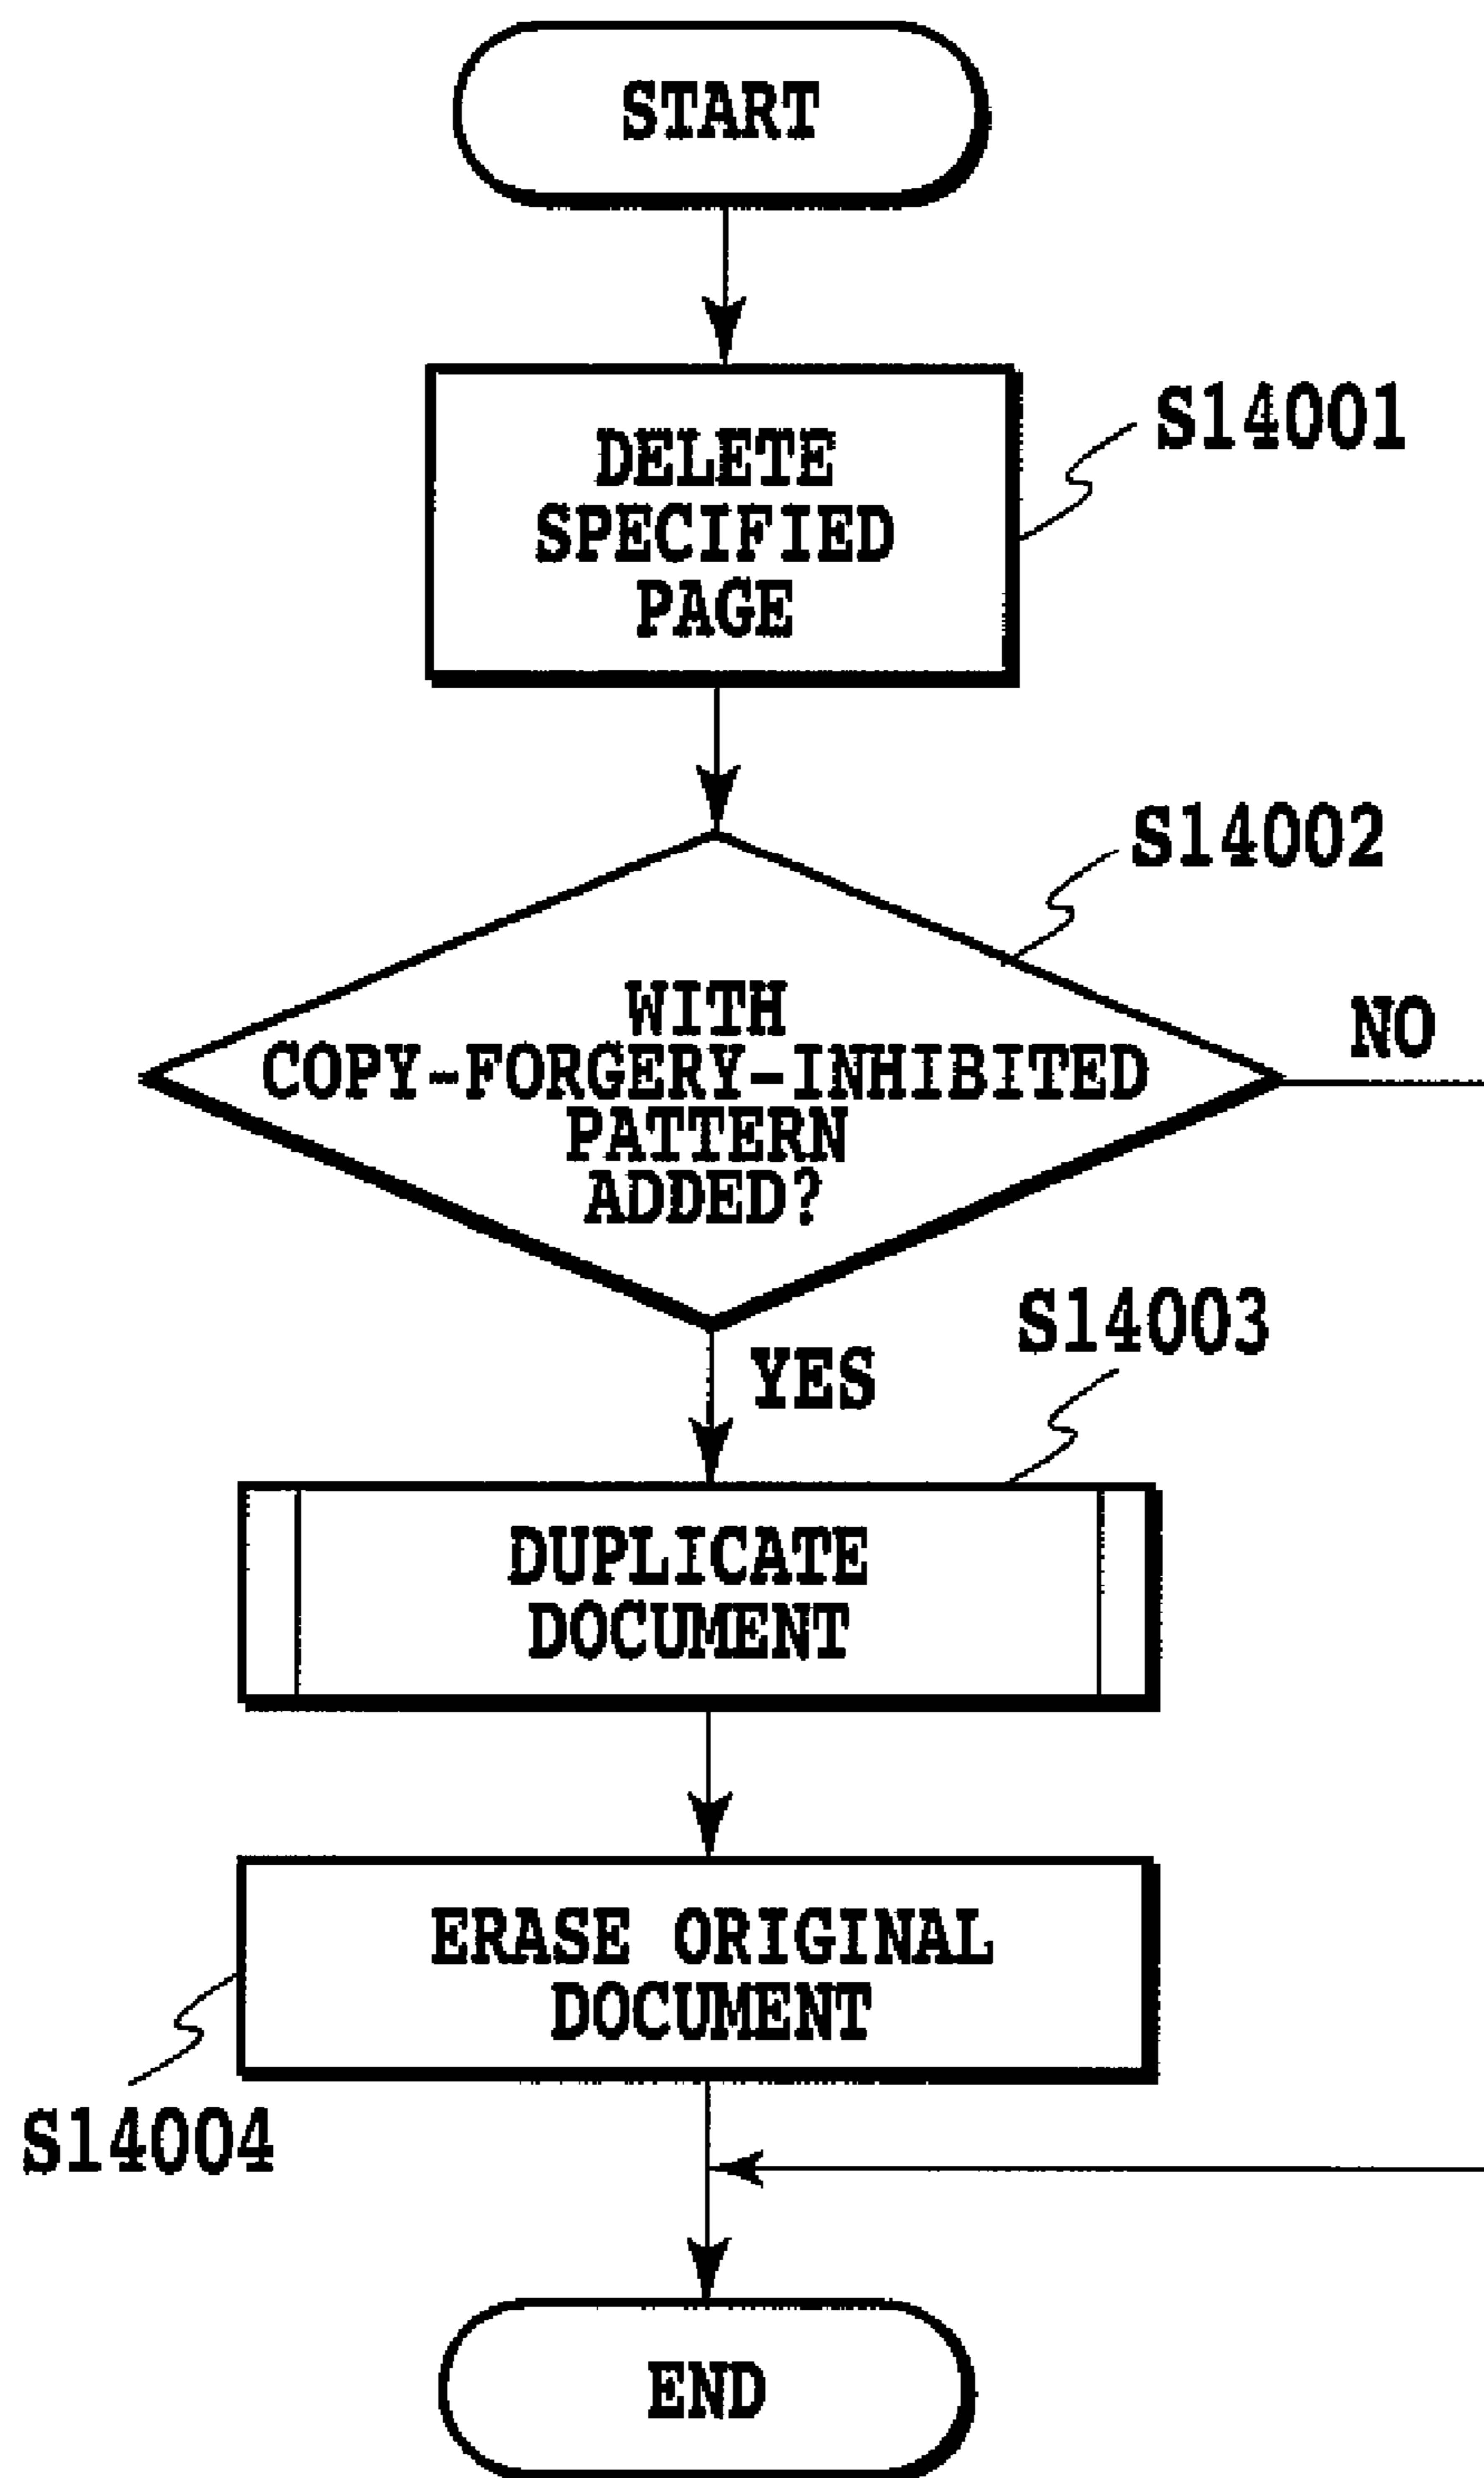 START
DELETE
SPECIFIED
PAGE
S14001
S14002
WITH
COPY-FORGERY-INHIBITED
PATTERN
ADDED?
NO
YES
S14003
DUPLICATE
DOCUMENT
ERASE ORIGINAL
DOCUMENT
S14004
END